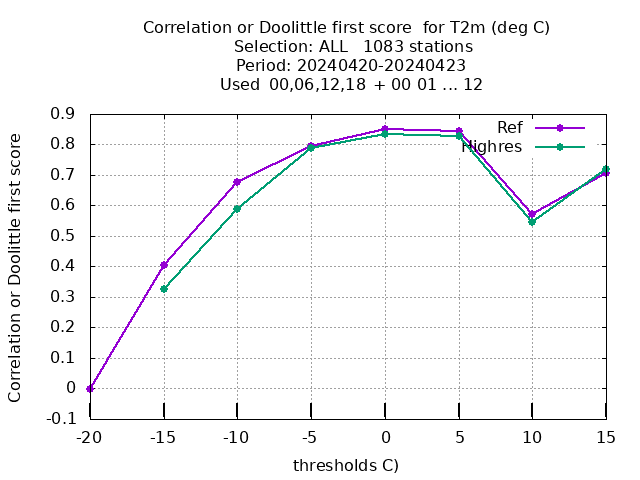 Correlation or Doolittle first score  for T2m (deg C)
Selection: ALL   1083 stations
Period: 20240420-20240423
Used  00,06,12,18  + 00 01 ... 12
Correlation or Doolittle first score
0.9
0.8
0.7
0.6
0.5
0.4
0.3
0.2
0.1
0
-0.1
Ref
Highres
-20 -15 -10 -5 0 5 10 15
thresholds C)